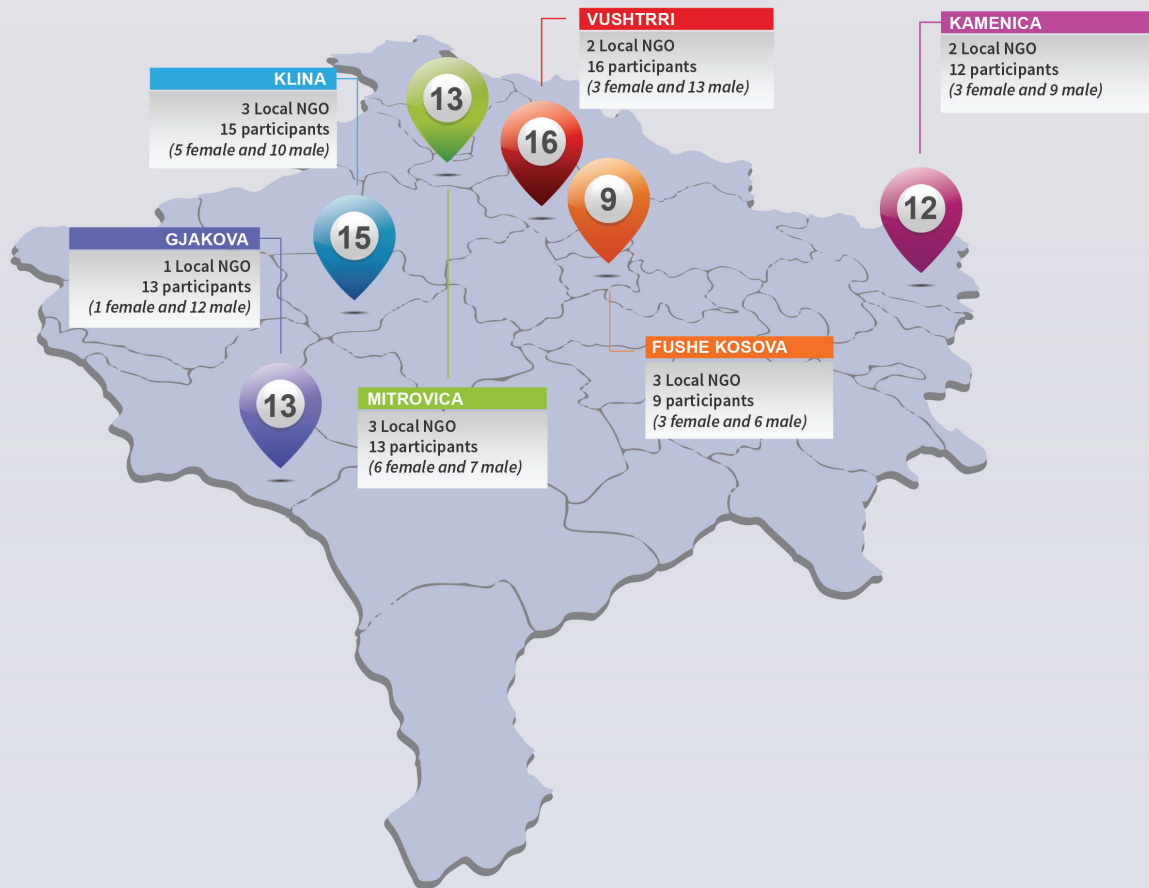 VUSHTRRI
2 Local NGO
16 participants
(3 female and 13 male)
KAMENICA
2 Local NGO
12 participants
(3 female and 9 male)
KLINA
3 Local NGO
15 participants
(5 female and 10 male)
13
16
9
12
15
GJAKOVA
1 Local NGO
13 participants
(1 female and 12 male)
FUSHE KOSOVA
3 Local NGO
9 participants
(3 female and 6 male)
13
MITROVICA
3 Local NGO
13 participants
(6 female and 7 male)